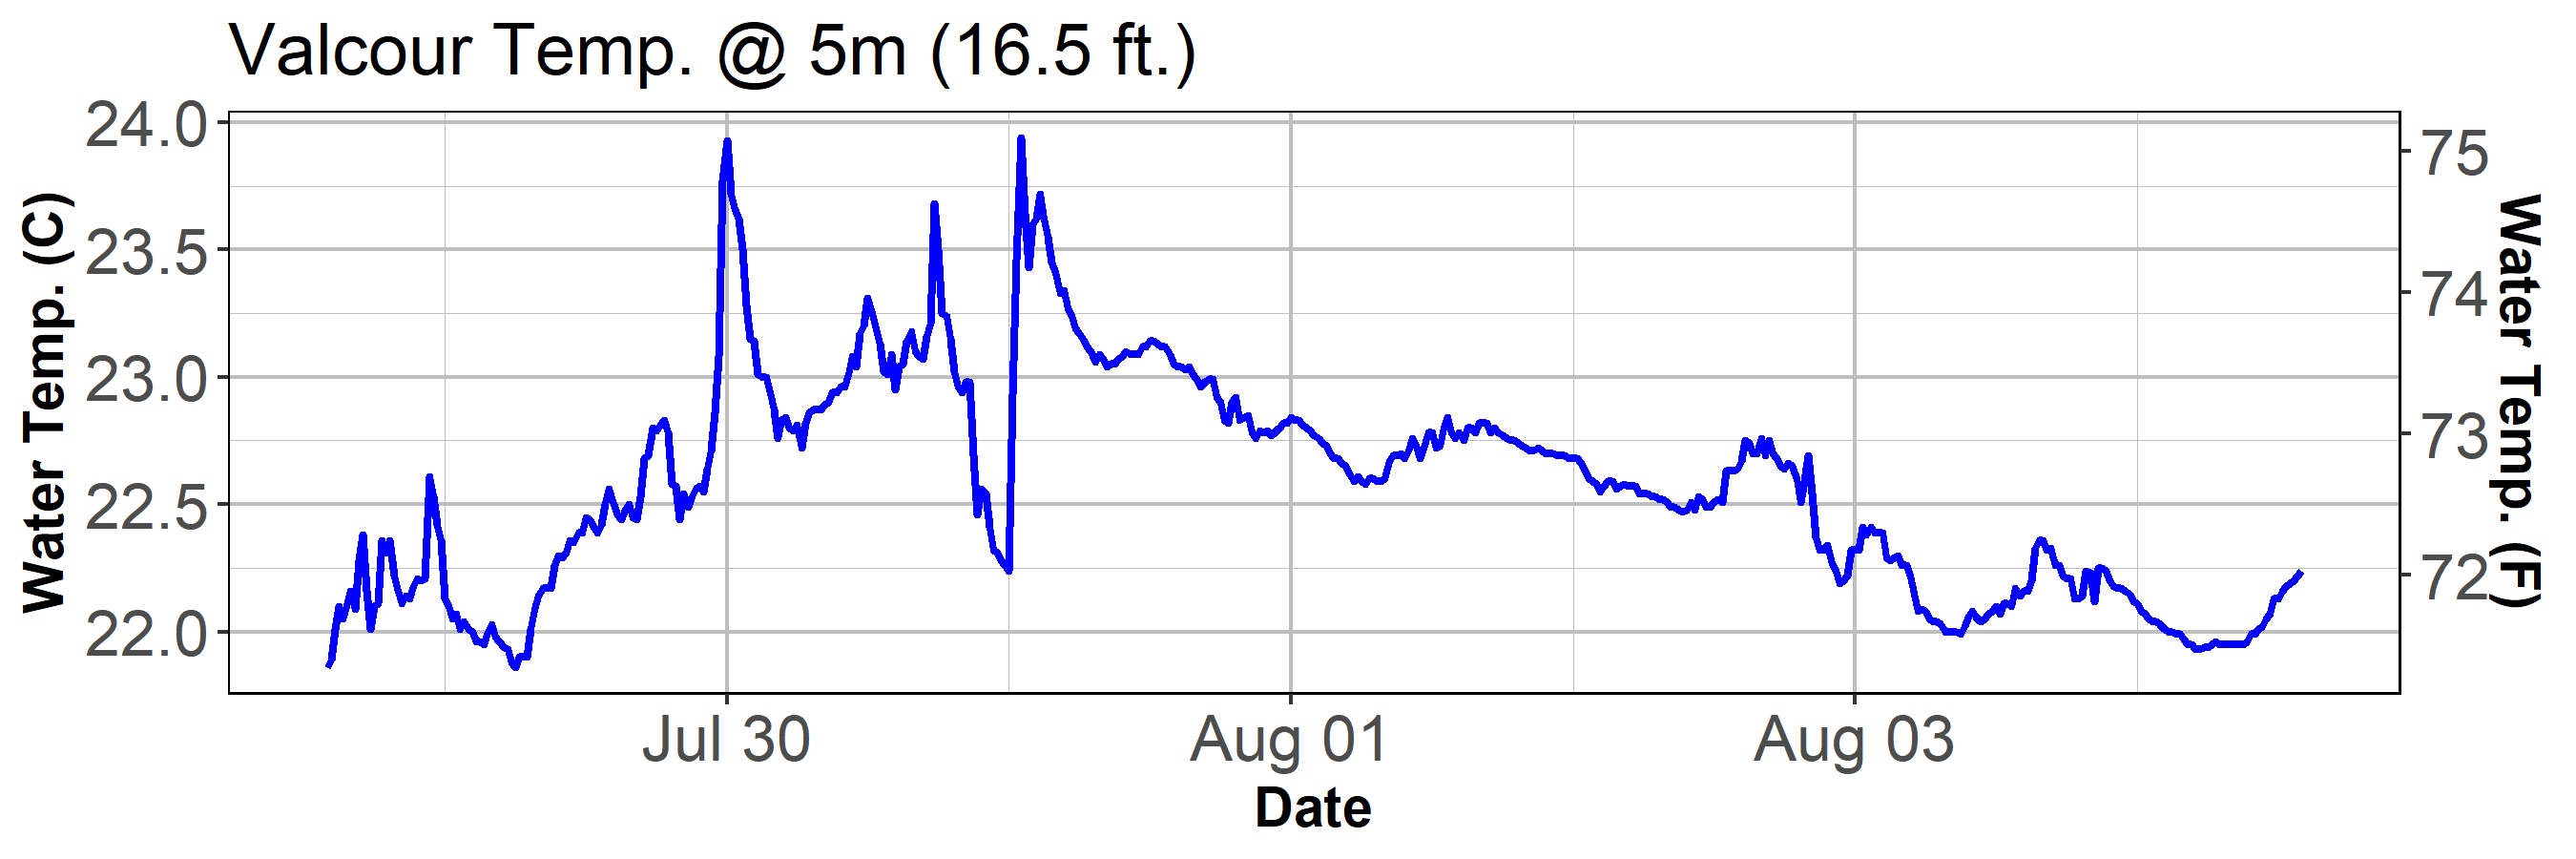 Valcour Temp. @ 5m (16.5 ft.)
Water Temp. (C)
24.0
23.5
23.0
22.5
22.0
75
74
73
72
Water Temp. (F)
Jul 30
Aug 01
Aug 03
Date